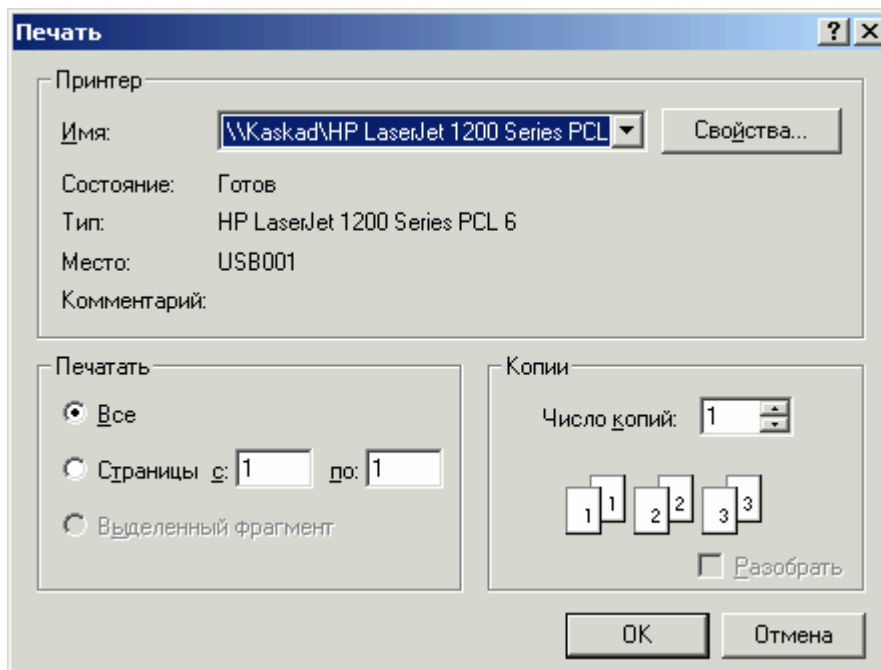 Печать
Принтер
Имя: \\Kaskad\HP LaserJet 1200 Series PCL Свойства...
Состояние: Готов
Тип: HP LaserJet 1200 Series PCL 6
Место: USB001
Комментарий:
Печатать
Все
Страницы с: 1 по: 1
Выделенный фрагмент
Копии
Число копий: 1
1 1 2 2 3 3
Разобрать
OK Отмена